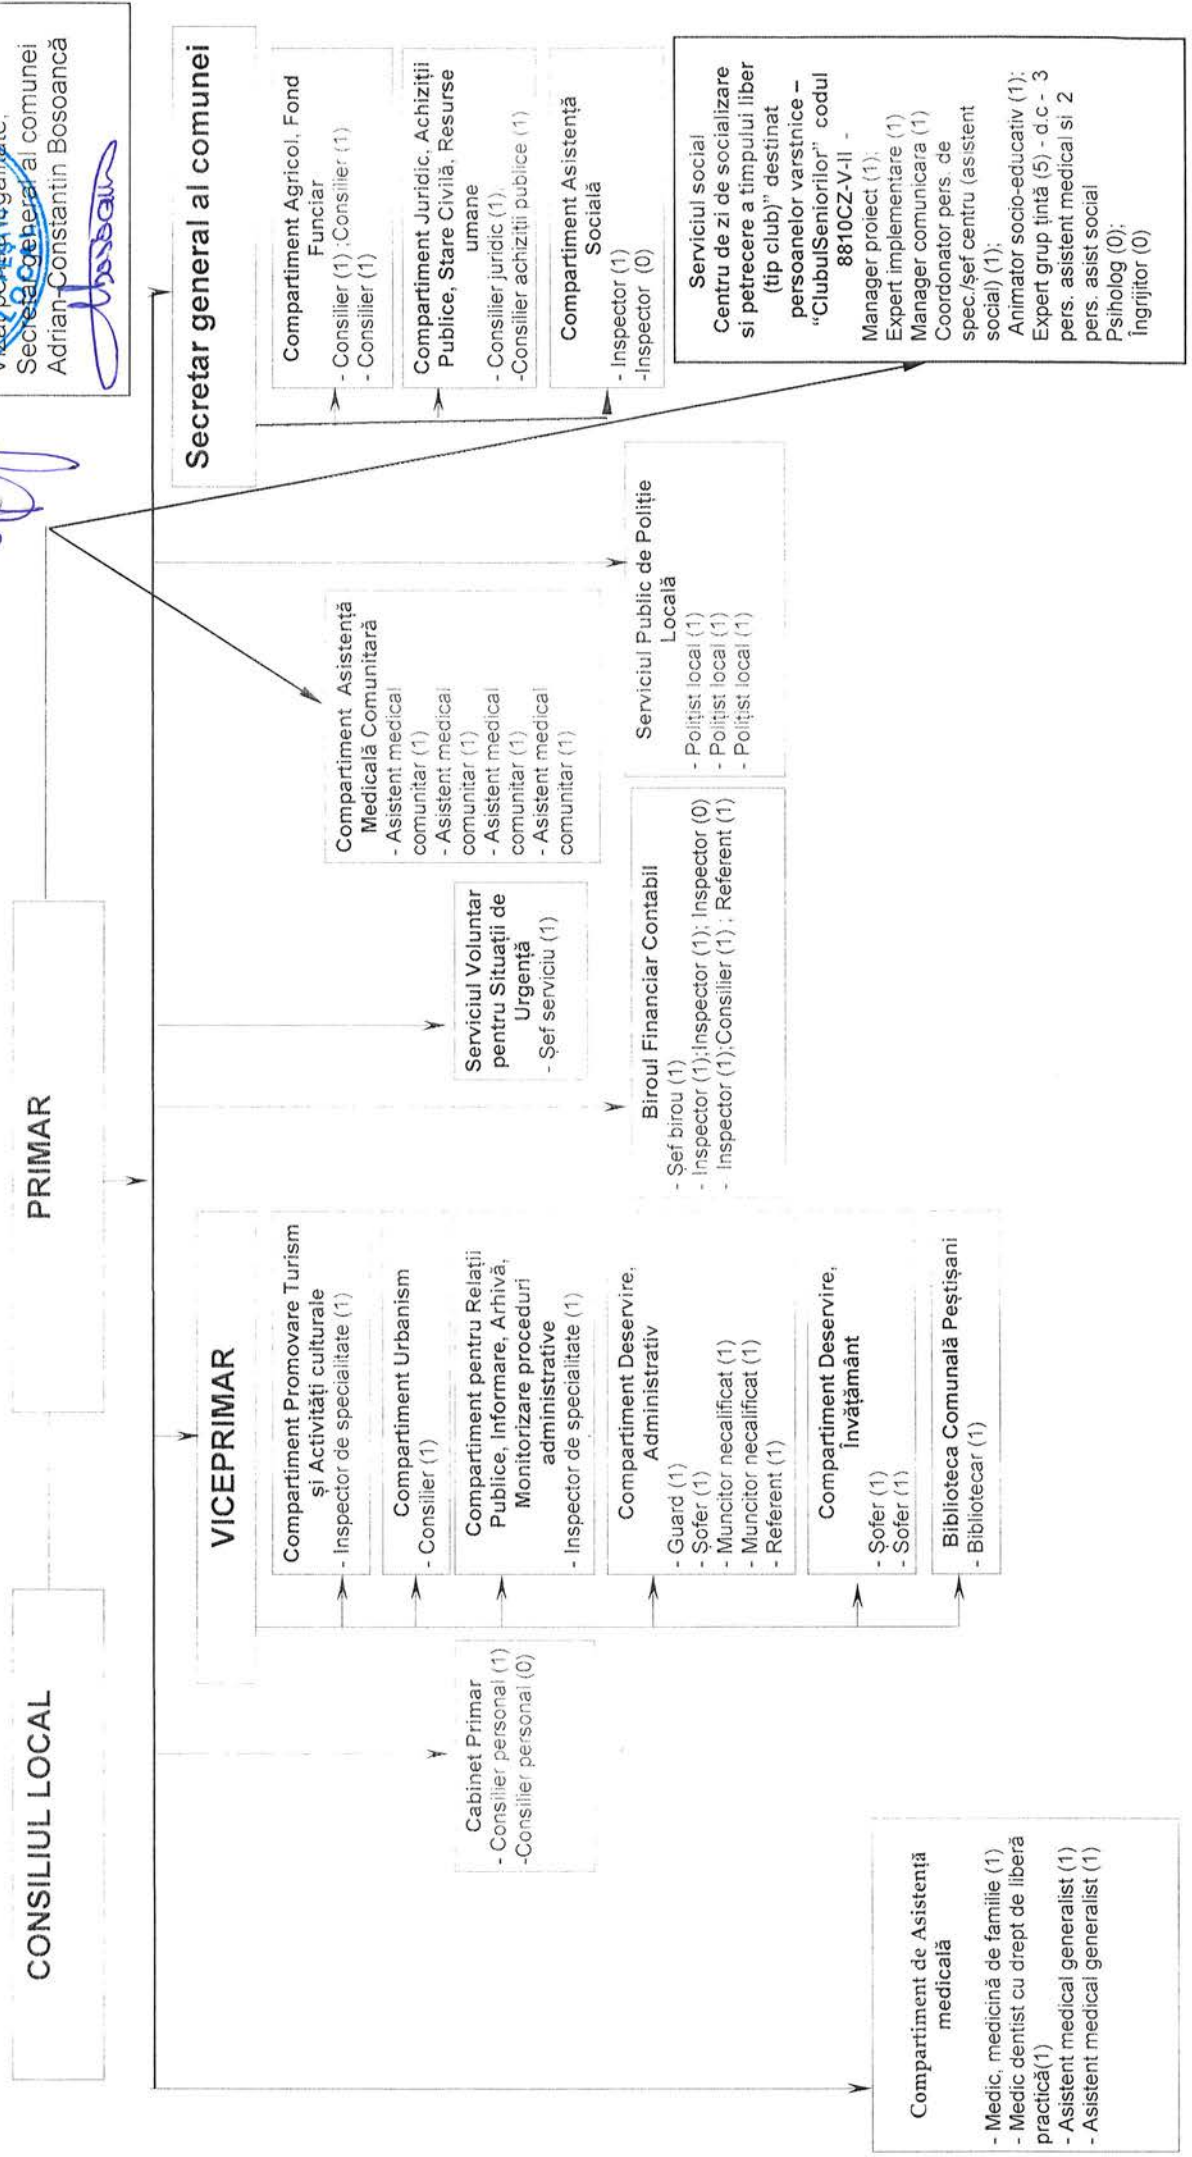 Secretar general al comunei
Adrian-Constantin Bosoancă
CONSILIUL LOCAL
PRIMAR
VICEPRIMAR
Secretar general al comunei
Compartiment Promovare Turism
și Activități culturale
- Inspector de specialitate (1)
Compartiment Urbanism
- Consilier (1)
Compartiment pentru Relații
Publice, Informare, Arhivă,
Monitorizare proceduri
administrative
- Inspector de specialitate (1)
Compartiment Deservire,
Administrativ
- Guard (1)
- Șofer (1)
- Muncitor necalificat (1)
- Muncitor necalificat (1)
- Referent (1)
Compartiment Deservire,
Învățământ
- Șofer (1)
- Sofer (1)
Biblioteca Comunală Peștișani
- Bibliotecar (1)
Cabinet Primar
- Consilier personal (1)
-Consilier personal (0)
Compartiment de Asistență
medicală
- Medic, medicină de familie (1)
- Medic dentist cu drept de liberă
practică(1)
- Asistent medical generalist (1)
- Asistent medical generalist (1)
Serviciul Voluntar
pentru Situații de
Urgență
- Șef serviciu (1)
Biroul Financiar Contabil
- Șef birou (1)
- Inspector (1);Inspector (1); Inspector (0)
- Inspector (1);Consilier (1) ; Referent (1)
Compartiment Asistență
Medicală Comunitară
- Asistent medical
comunitar (1)
- Asistent medical
comunitar (1)
- Asistent medical
comunitar (1)
- Asistent medical
comunitar (1)
Serviciul Public de Poliție
Locală
- Polițist local (1)
- Polițist local (1)
- Polițist local (1)
Compartiment Agricol, Fond
Funciar
- Consilier (1) ;Consilier (1)
- Consilier (1)
Compartiment Juridic, Achiziții
Publice, Stare Civilă, Resurse
umane
- Consilier juridic (1),
-Consilier achiziții publice (1)
Compartiment Asistență
Socială
- Inspector (1)
-Inspector (0)
Serviciul social
Centru de zi de socializare
si petrecere a timpului liber
(tip club)” destinat
persoanelor varstnice –
“ClubulSeniorilor” codul
8810CZ-V-II -
Manager proiect (1);
Expert implementare (1)
Manager comunicara (1)
Coordonator pers. de
spec./șef centru (asistent
social) (1);
Animator socio-educativ (1);
Expert grup țintă (5) - d.c - 3
pers. asistent medical si 2
pers. asist social
Psiholog (0);
Îngrijitor (0)